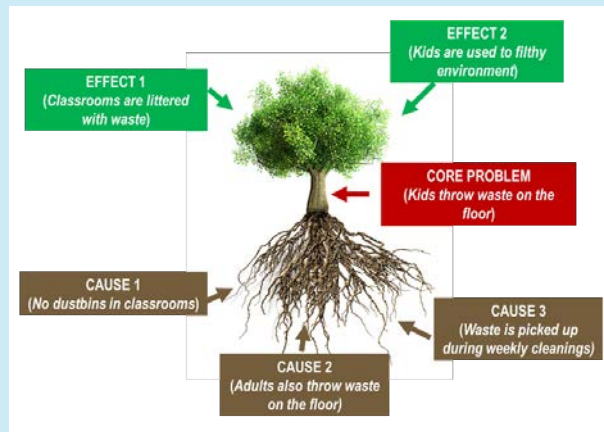 EFFECT 2
(Kids are used to filthy
environment)
EFFECT 1
(Classrooms are littered
with waste)
CORE PROBLEM
(Kids throw waste on the
floor)
CAUSE 1
(No dustbins in classrooms)
CAUSE 3
(Waste is picked up
during weekly cleanings)
CAUSE 2
(Adults also throw waste
on the floor)